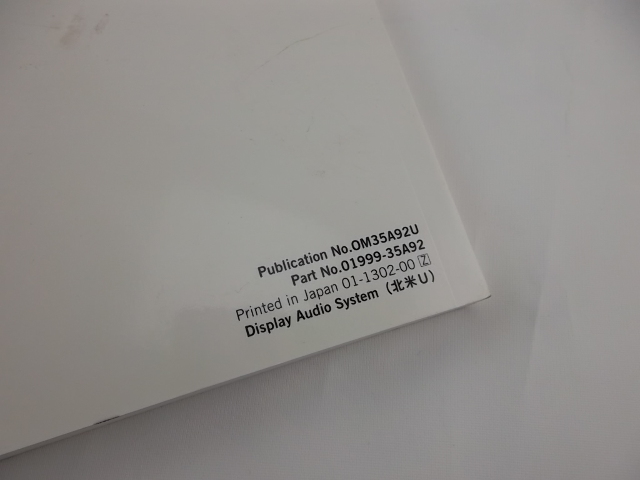 Publication No.OM35A92U
Part No.01999-35A92
Printed in Japan 01-1302-00 🅉
Display Audio System (北米U)